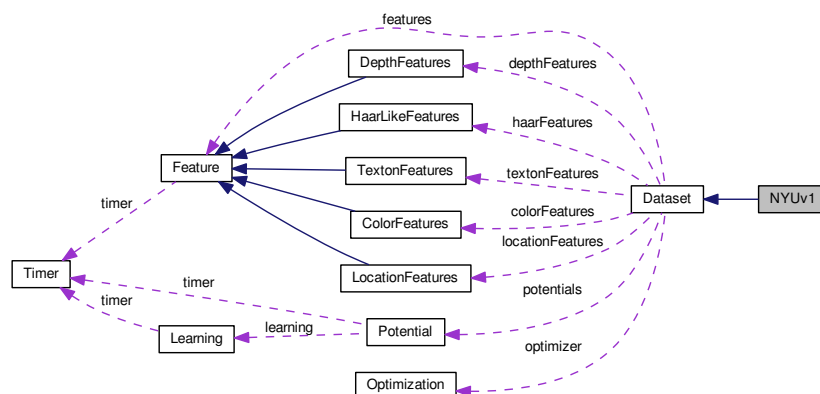 features
DepthFeatures
depthFeatures
HaarLikeFeatures
haarFeatures
Feature
TextonFeatures
textonFeatures
Dataset
NYUv1
timer
ColorFeatures
colorFeatures
locationFeatures
Timer
LocationFeatures
timer
potentials
timer
learning
Learning
Potential
optimizer
Optimization